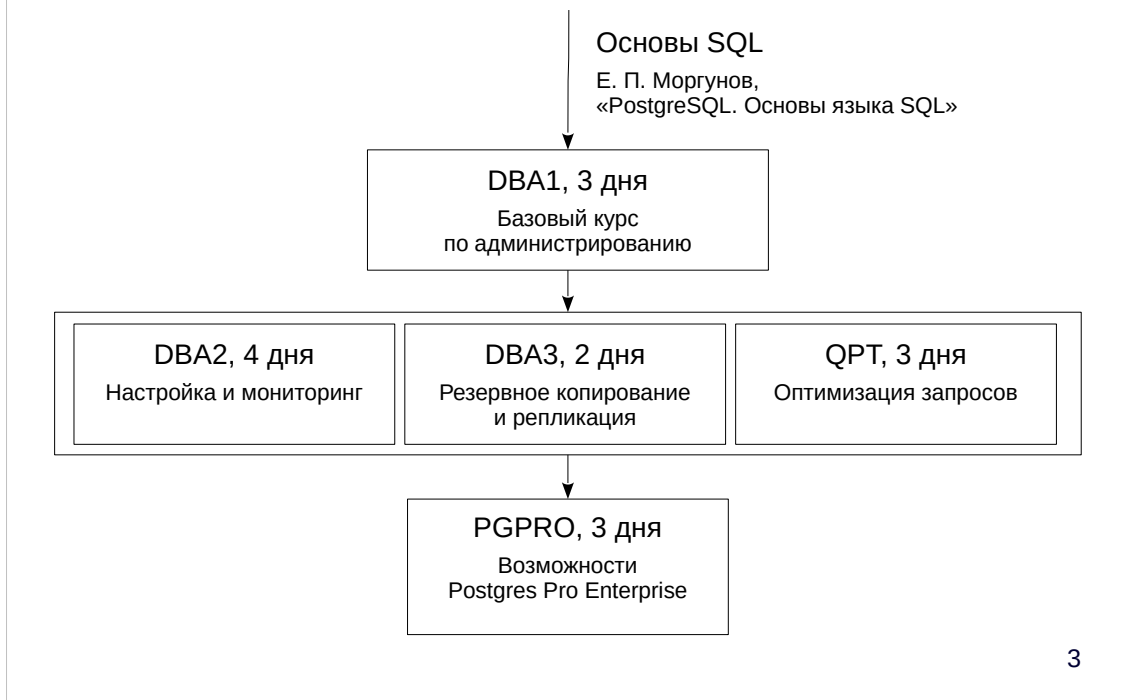 Основы SQL
Е. П. Моргунов,
«PostgreSQL. Основы языка SQL»
DBA1, 3 дня
Базовый курс
по администрированию
DBA2, 4 дня
Настройка и мониторинг
DBA3, 2 дня
Резервное копирование
и репликация
QPT, 3 дня
Оптимизация запросов
PGPRO, 3 дня
Возможности
Postgres Pro Enterprise
3